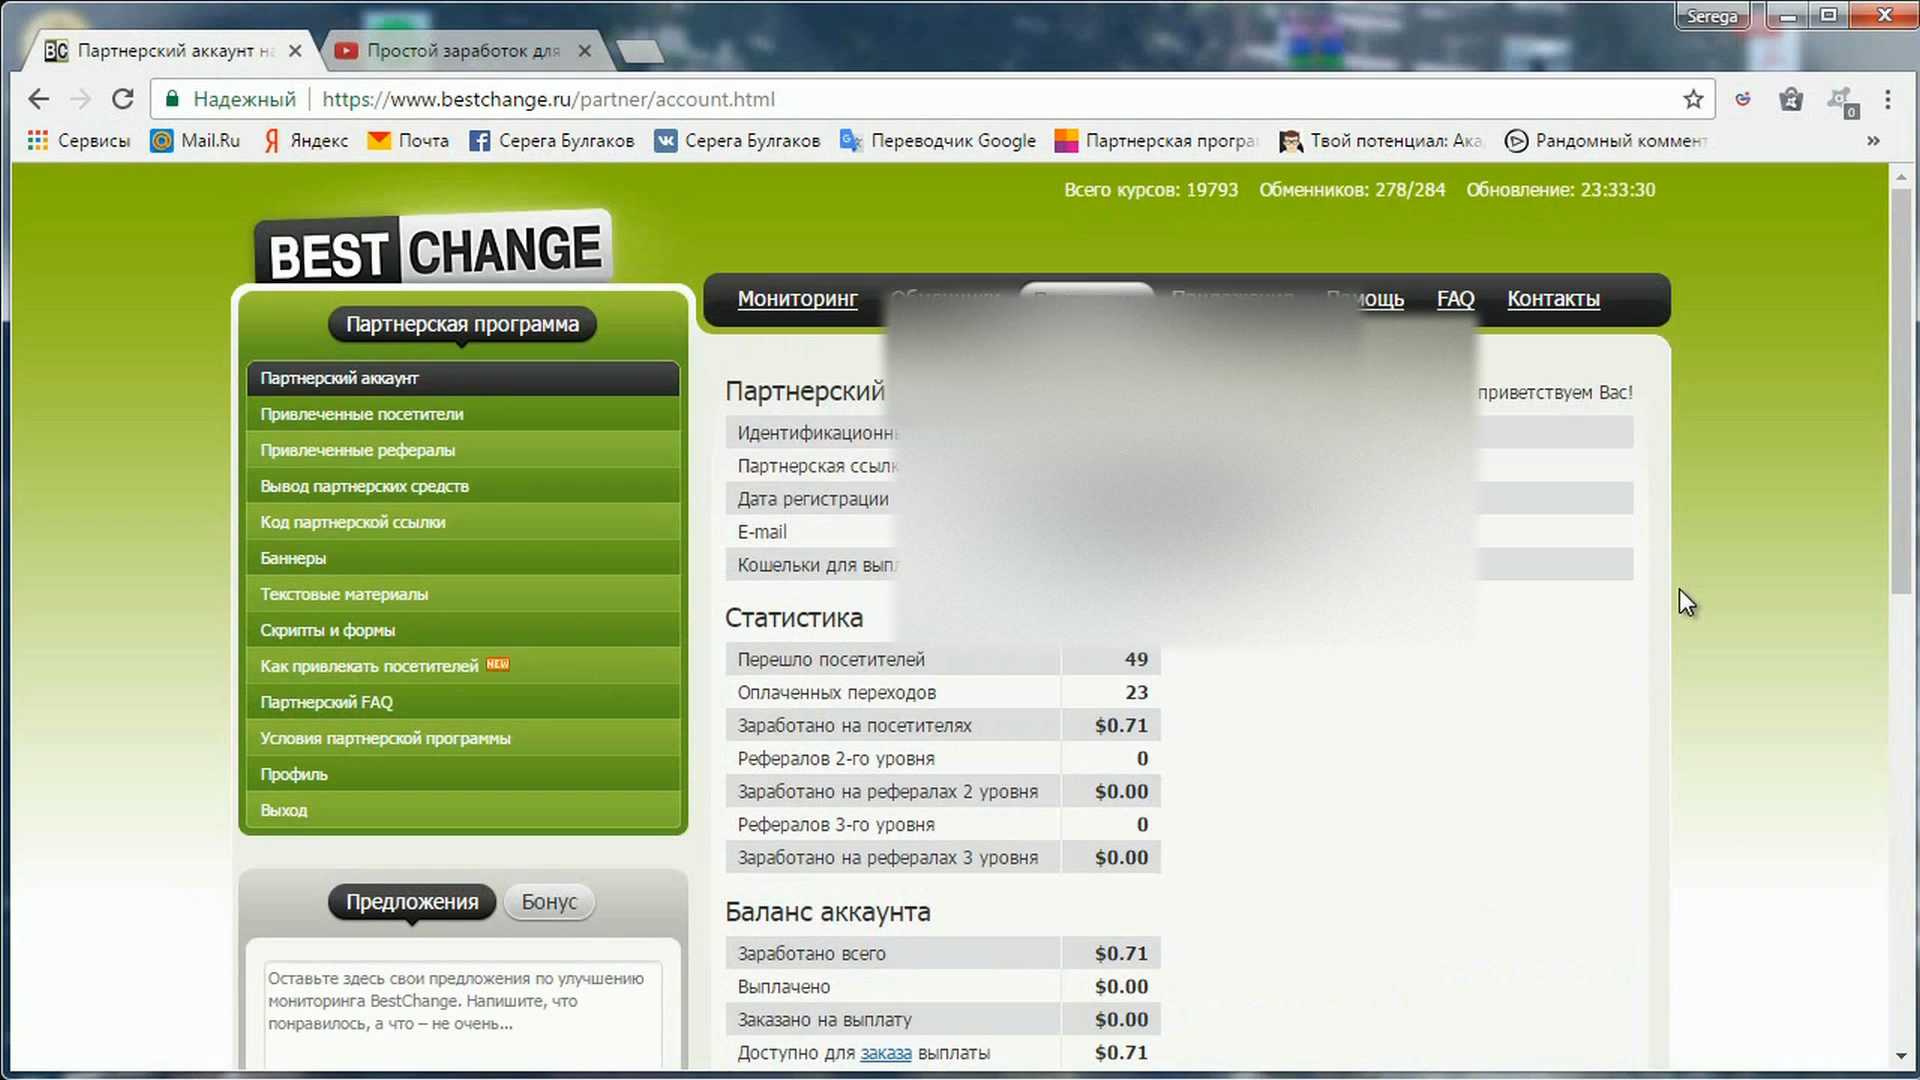 Serega
Партнерский аккаунт на
Простой заработок для
Надежный
https://www.bestchange.ru/partner/account.html
0
Сервисы
Mail.Ru
Яндекс
Почта
Серега Булгаков
Серега Булгаков
Переводчик Google
Партнерская програ
Твой потенциал: Ака
Рандомный коммент
Всего курсов: 19793 Обменников: 278/284 Обновление: 23:33:30
BEST CHANGE
Мониторинг
Помощь
FAQ
Контакты
Партнерская программа
Партнерский аккаунт
Привлеченные посетители
Привлеченные рефералы
Вывод партнерских средств
Код партнерской ссылки
Баннеры
Текстовые материалы
Скрипты и формы
Как привлекать посетителей NEW
Партнерский FAQ
Условия партнерской программы
Профиль
Выход
Предложения
Бонус
Оставьте здесь свои предложения по улучшению
мониторинга BestChange. Напишите, что
понравилось, а что – не очень...
Партнерский
приветствуем Вас!
Идентификационн
Партнерская ссылк
Дата регистрации
E-mail
Кошельки для вып
Статистика
Перешло посетителей 49
Оплаченных переходов 23
Заработано на посетителях $0.71
Рефералов 2-го уровня 0
Заработано на рефералах 2 уровня $0.00
Рефералов 3-го уровня 0
Заработано на рефералах 3 уровня $0.00
Баланс аккаунта
Заработано всего $0.71
Выплачено $0.00
Заказано на выплату $0.00
Доступно для заказа выплаты $0.71